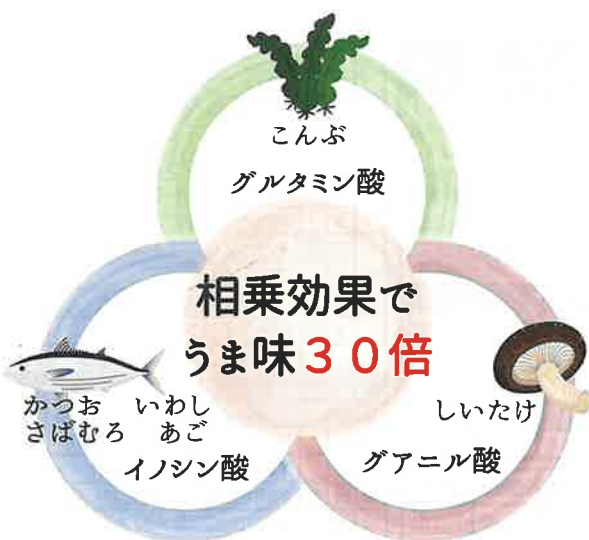 こんぶ
グルタミン酸
相乗効果で
うま味３０倍
かつお　いわし
さばむろ　あご
イノシン酸
しいたけ
グアニル酸